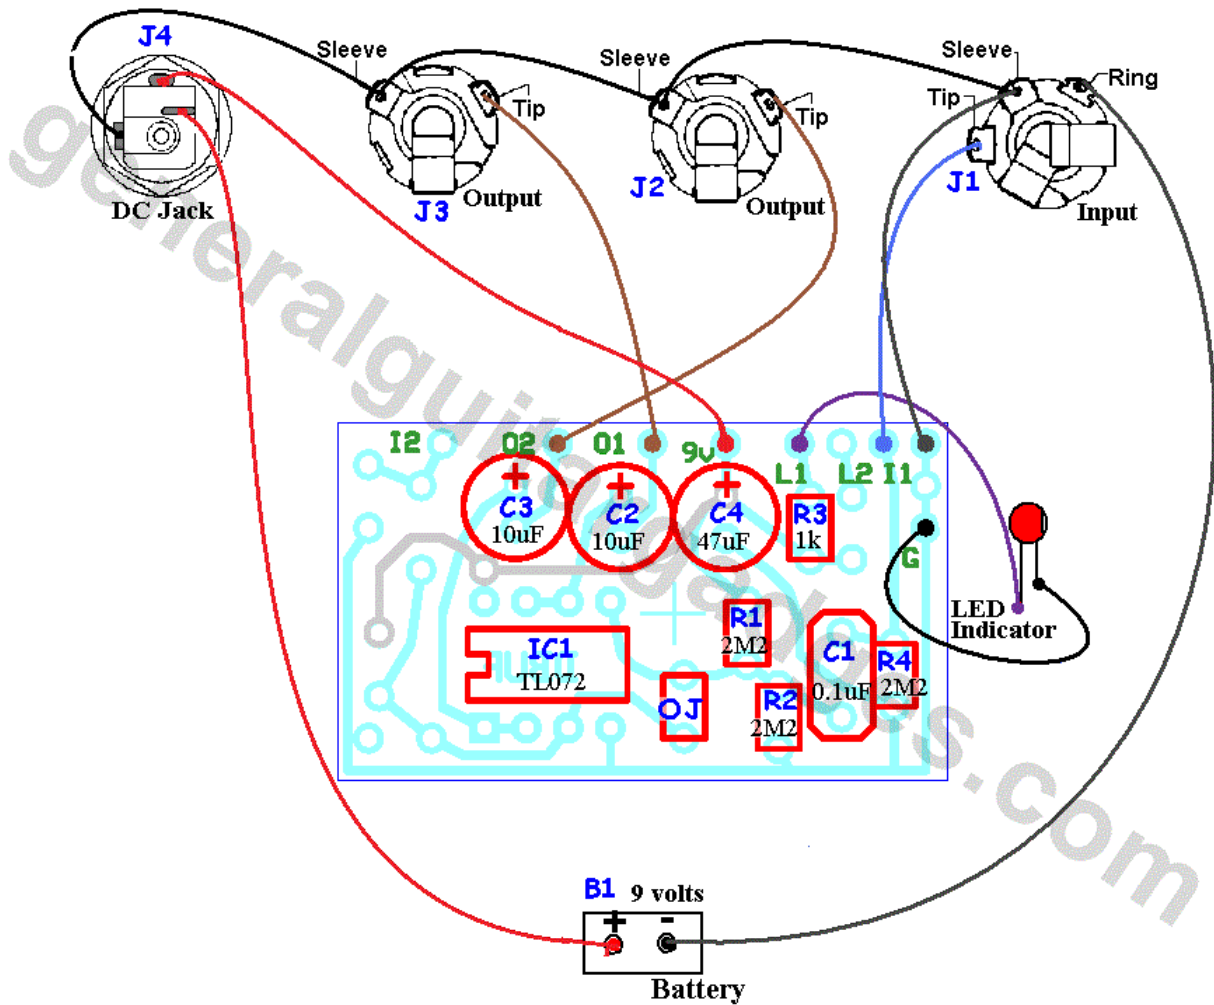 J4
Sleeve
Sleeve
Sleeve
Ring
Tip
Tip
Tip
J3
Output
J2
Output
J1
Input
DC Jack
generalguitargadges.com
I2
O2
O1
9v
L1
L2
I1
C3
10uF
C2
10uF
C4
47uF
R3
1k
G
LED
Indicator
R1
2M2
IC1
TL072
C1
0.1uF
R4
2M2
OJ
R2
2M2
B1
9 volts
+
-
Battery